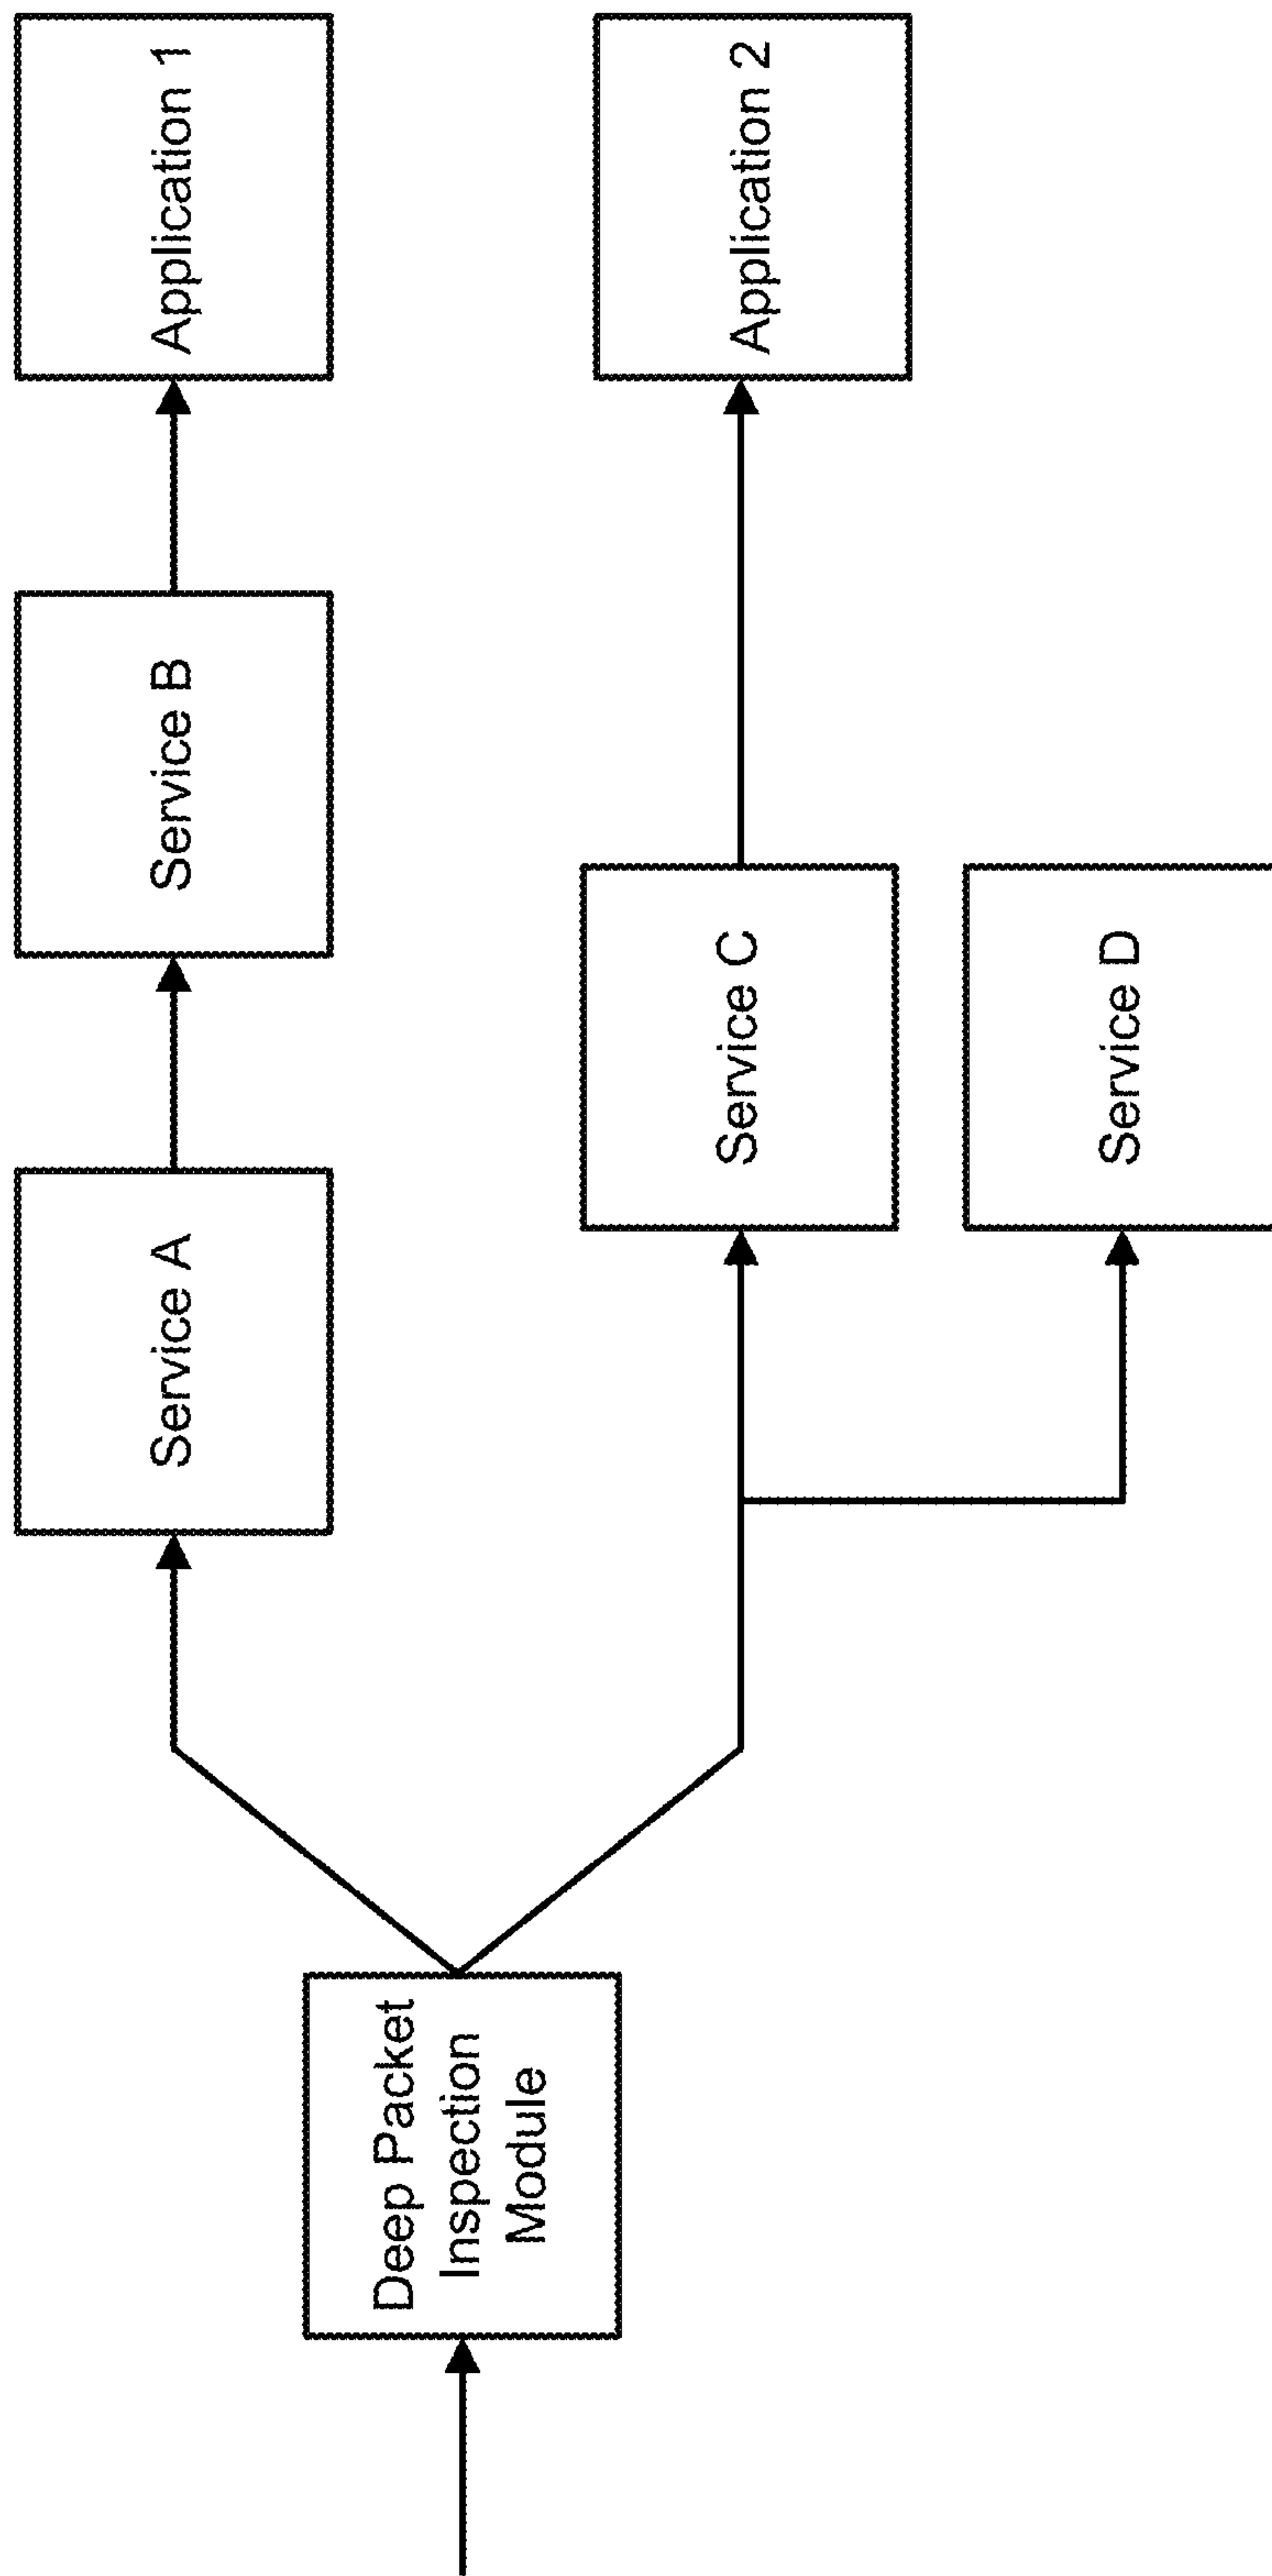 Deep Packet
Inspection
Module
Service A
Service B
Application 1
Service C
Application 2
Service D